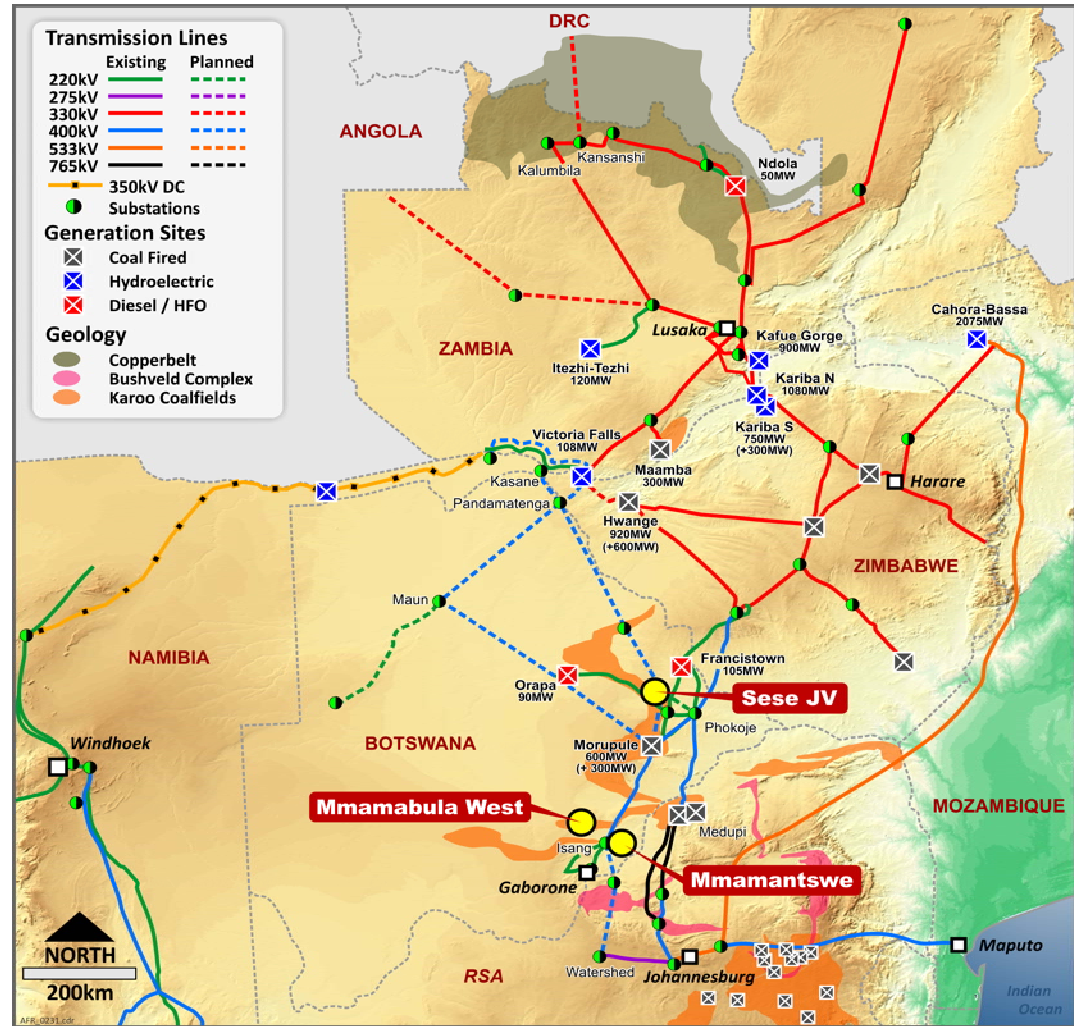 Transmission Lines
Existing Planned
220kV
275kV
330kV
400kV
533kV
765kV
350kV DC
Substations
Generation Sites
Coal Fired
Hydroelectric
Diesel / HFO
Geology
Copperbelt
Bushveld Complex
Karoo Coalfields
DRC
ANGOLA
Kalumbila
Kansanshi
Ndola
50MW
ZAMBIA
Lusaka
Itezhi-Tezhi
120MW
Kafue Gorge
900MW
Cahora-Bassa
2075MW
Kariba N
1080MW
Kariba S
750MW
(+300MW)
Victoria Falls
108MW
Maamba
300MW
Kasane
Pandamatenga
Hwange
920MW
(+600MW)
Harare
ZIMBABWE
Maun
NAMIBIA
Orapa
90MW
Francistown
105MW
Sese JV
Phokoje
Windhoek
BOTSWANA
Morupule
600MW
(+ 300MW)
Mmamabula West
Medupi
MOZAMBIQUE
Isang
Gaborone
Mmamantswe
NORTH
200km
RSA
Watershed
Johannesburg
Maputo
Indian
Ocean
AFR_0231.cdr